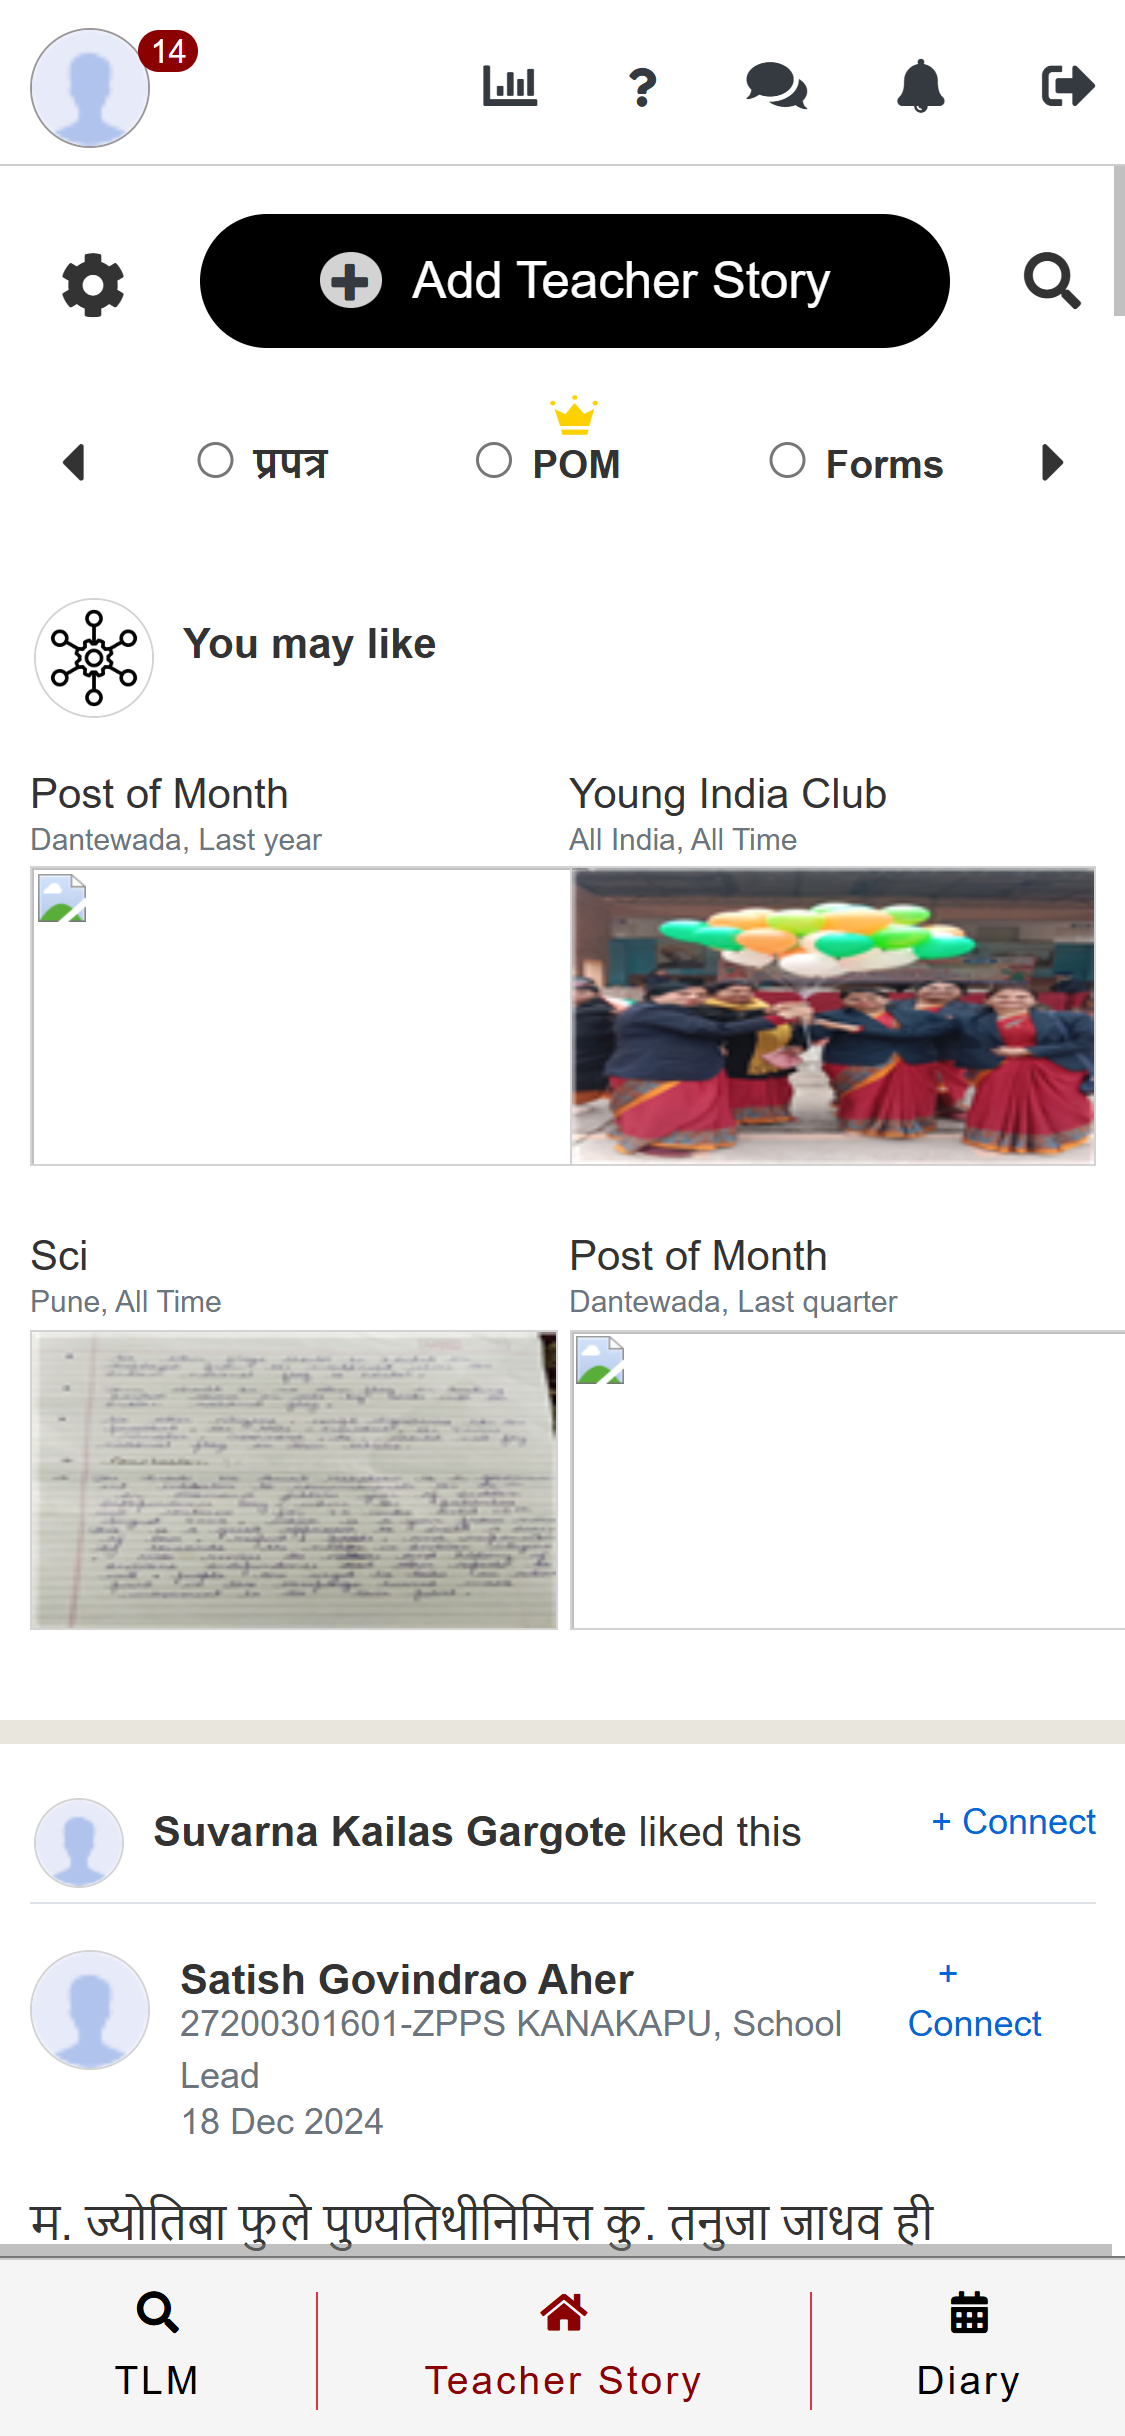 14
Add Teacher Story
प्रपत्र
POM
Forms
You may like
Post of Month
Dantewada, Last year
Young India Club
All India, All Time
Sci
Pune, All Time
Post of Month
Dantewada, Last quarter
Suvarna Kailas Gargote liked this
+ Connect
Satish Govindrao Aher
+ Connect
27200301601-ZPPS KANAKAPU, School
Lead
18 Dec 2024
म. ज्योतिबा फुले पुण्यतिथीनिमित्त कु. तनुजा जाधव ही
TLM
Teacher Story
Diary